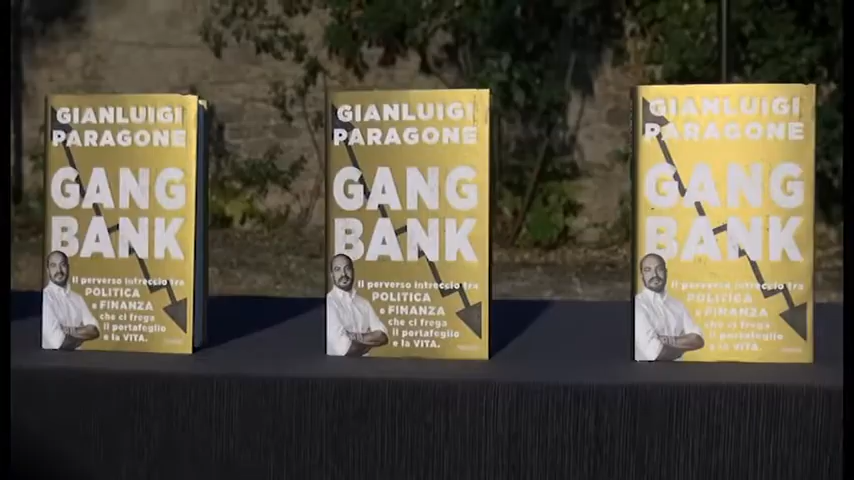 GIANLUIGI
PARAGONE
GANG
BANK
Il perverso intreccio tra
POLITICA
e FINANZA
che ci frega
il portafoglio
e la VITA.
GIANLUIGI
PARAGONE
GANG
BANK
Il perverso intreccio tra
POLITICA
e FINANZA
che ci frega
il portafoglio
e la VITA.
GIANLUIGI
PARAGONE
GANG
BANK
Il perverso intreccio tra
POLITICA
e FINANZA
che ci frega
il portafoglio
e la VITA.